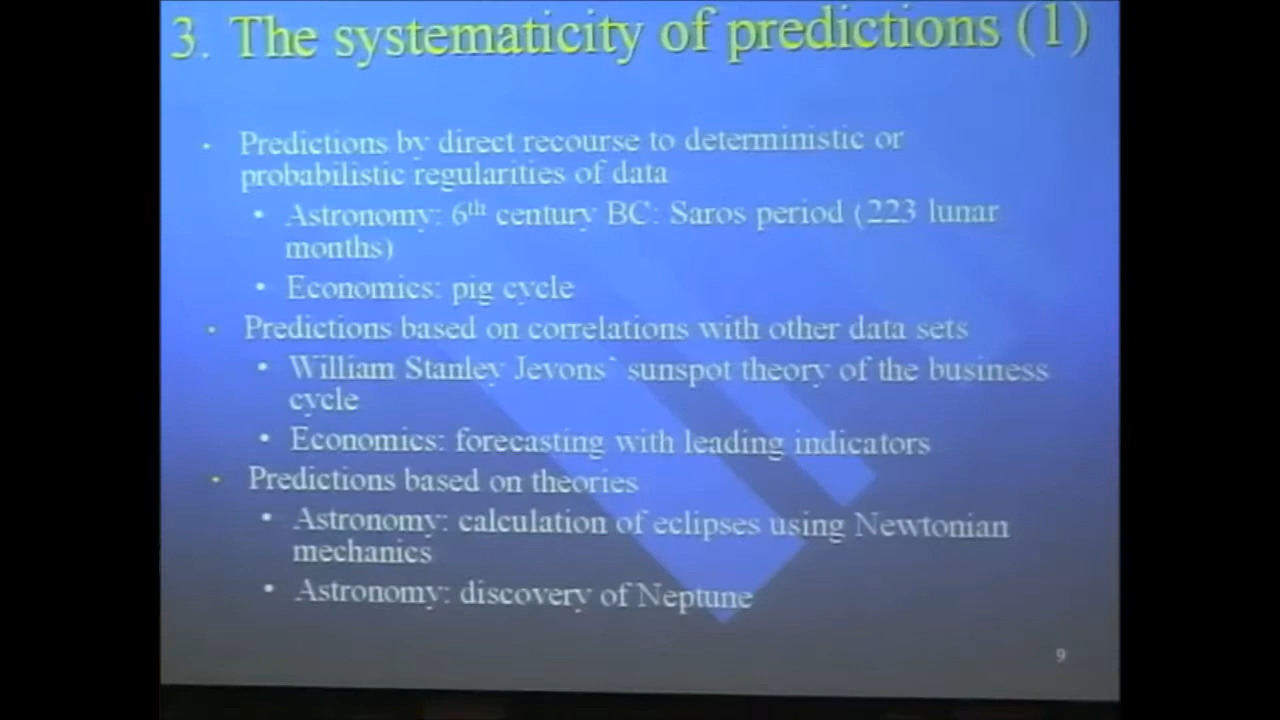 3. The systematicity of predictions (1)
• Predictions by direct recourse to deterministic or
probabilistic regularities of data
• Astronomy: 6th century BC: Saros period (223 lunar
months)
• Economics: pig cycle
• Predictions based on correlations with other data sets
• William Stanley Jevons` sunspot theory of the business
cycle
• Economics: forecasting with leading indicators
• Predictions based on theories
• Astronomy: calculation of eclipses using Newtonian
mechanics
• Astronomy: discovery of Neptune
9